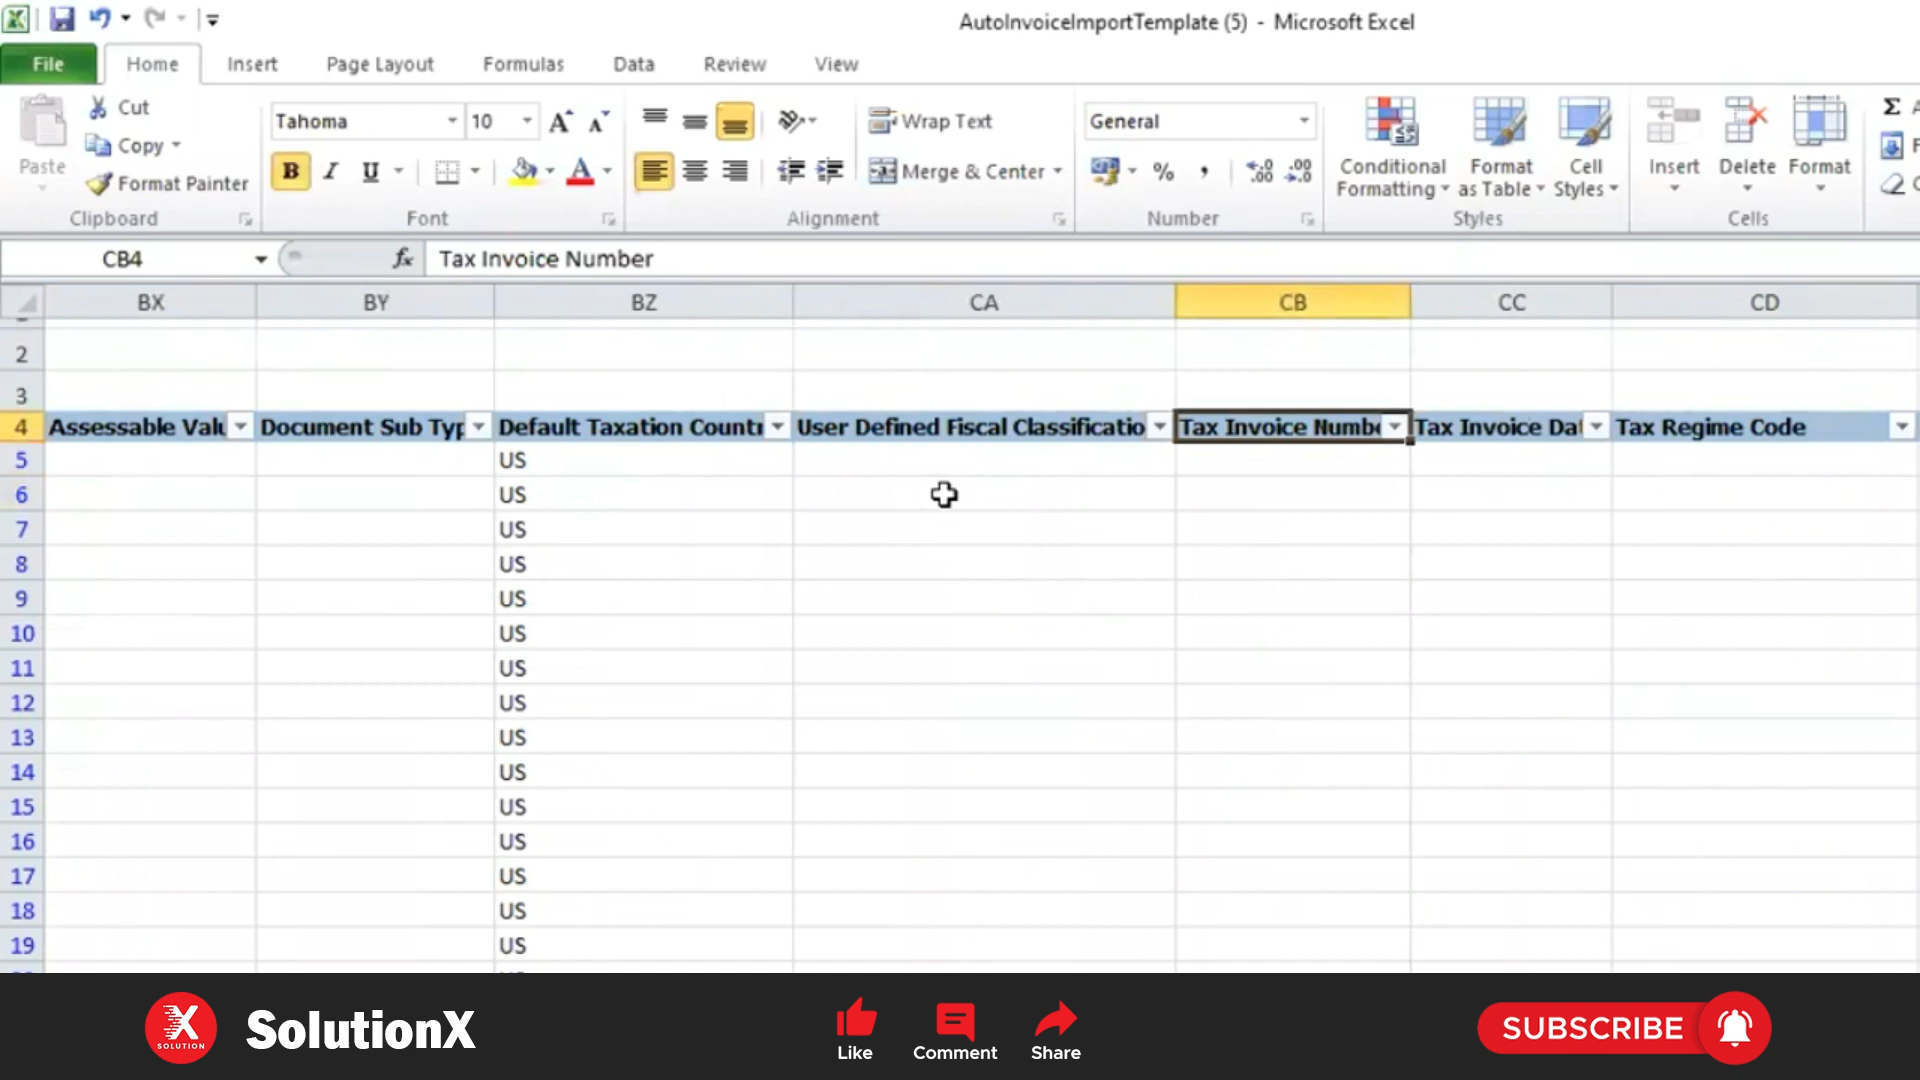 AutoInvoiceImportTemplate (5) - Microsoft Excel
File Home Insert Page Layout Formulas Data Review View
Cut
Copy
Format Painter
Paste
Clipboard
Tahoma 10
B I U
Font
Wrap Text
Merge & Center
Alignment
General
%
Number
Conditional Formatting
Format as Table
Cell Styles
Styles
Insert Delete Format
Cells
CB4 fx Tax Invoice Number
BX BY BZ CA CB CC CD
2
3
4 Assessable Valu Document Sub Typ Default Taxation Countr User Defined Fiscal Classificatio Tax Invoice Numb Tax Invoice Da Tax Regime Code
5 US
6 US
7 US
8 US
9 US
10 US
11 US
12 US
13 US
14 US
15 US
16 US
17 US
18 US
19 US
X SOLUTION
SolutionX
Like Comment Share
SUBSCRIBE